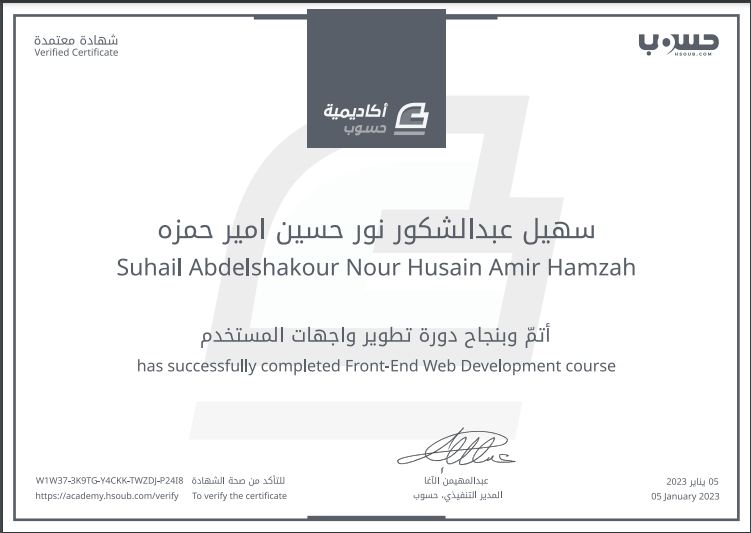 شهادة معتمدة
Verified Certificate
حسوب
HSOUB.COM
أكاديمية
حسوب
سهيل عبدالشكور نور حسين امير حمزه
Suhail Abdelshakour Nour Husain Amir Hamzah
أتمّ وبنجاح دورة تطوير واجهات المستخدم
has successfully completed Front-End Web Development course
W1W37-3K9TG-Y4CKK-TWZDJ-P24I8 للتأكد من صحة الشهادة
https://academy.hsoub.com/verify To verify the certificate
عبدالمهيمن الآغا
المدير التنفيذي، حسوب
05 يناير 2023
05 January 2023